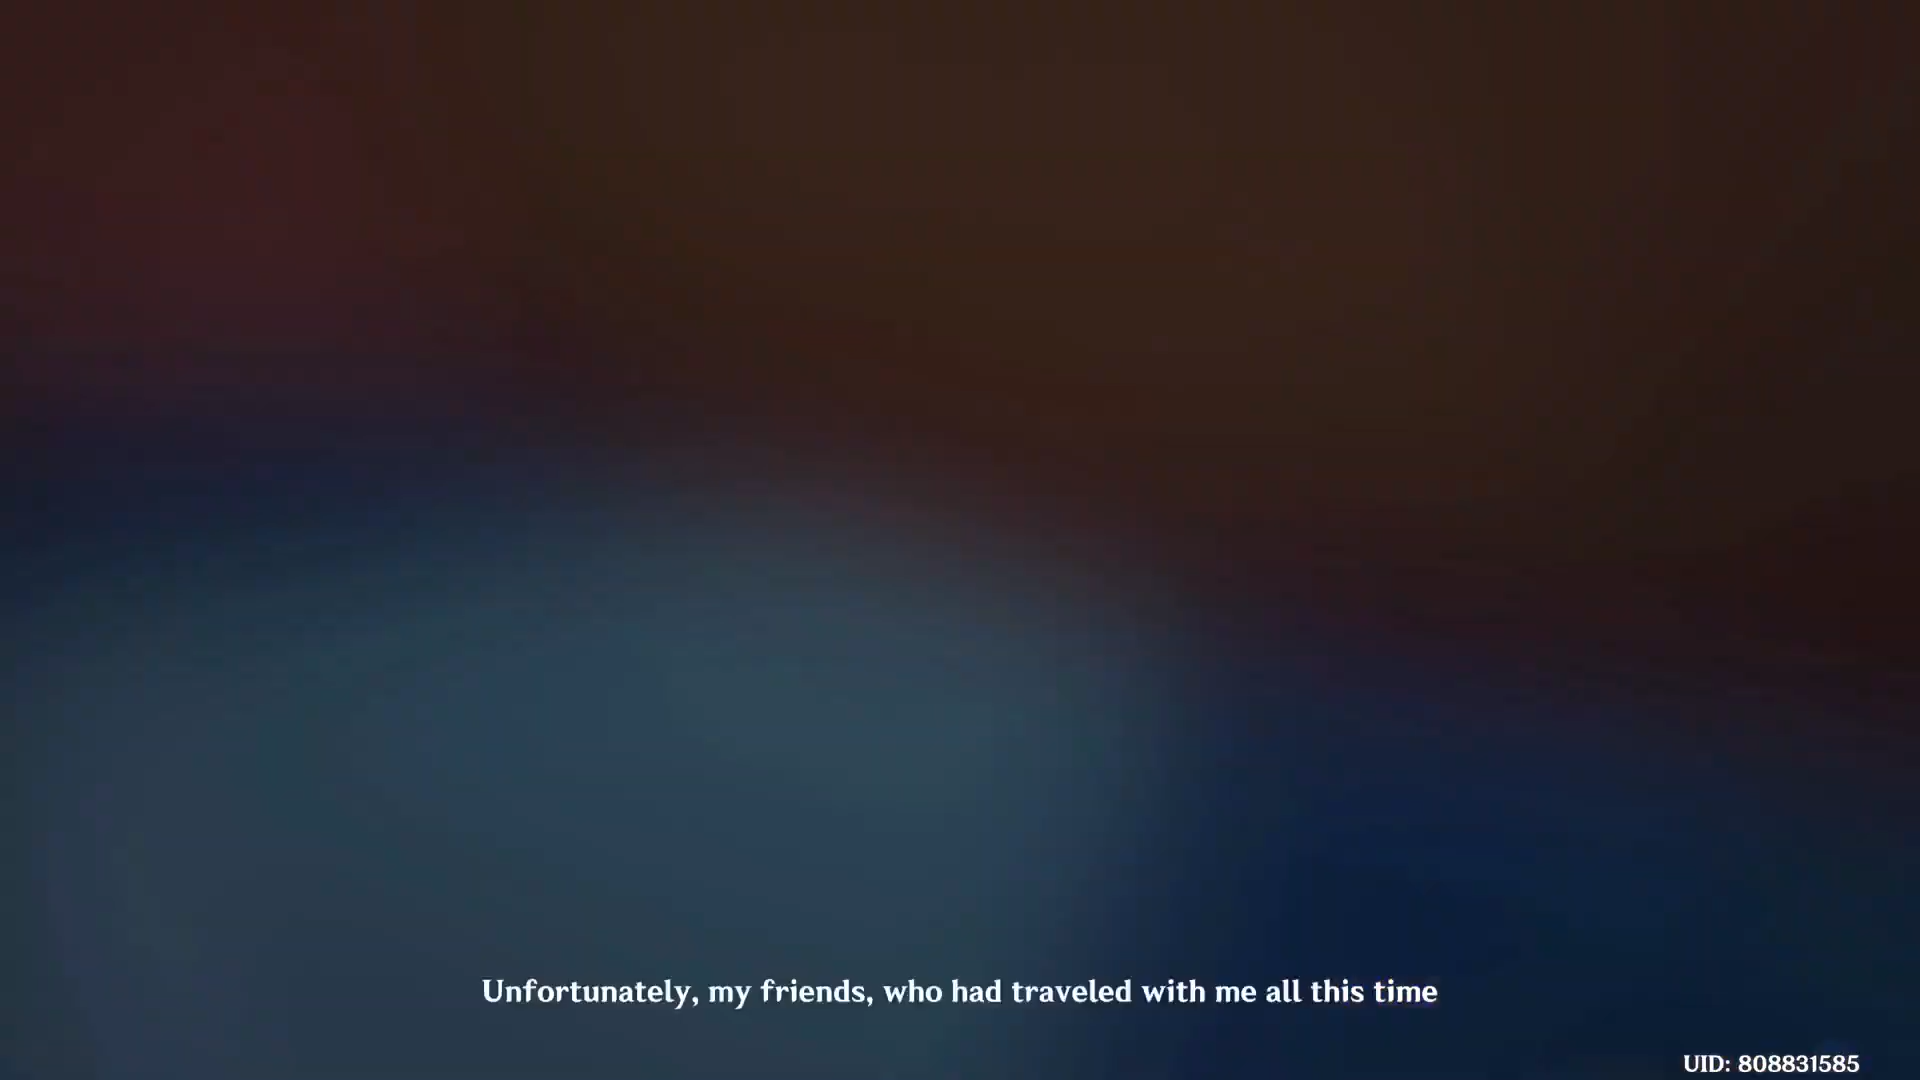 Unfortunately, my friends, who had traveled with me all this time
UID: 808831585